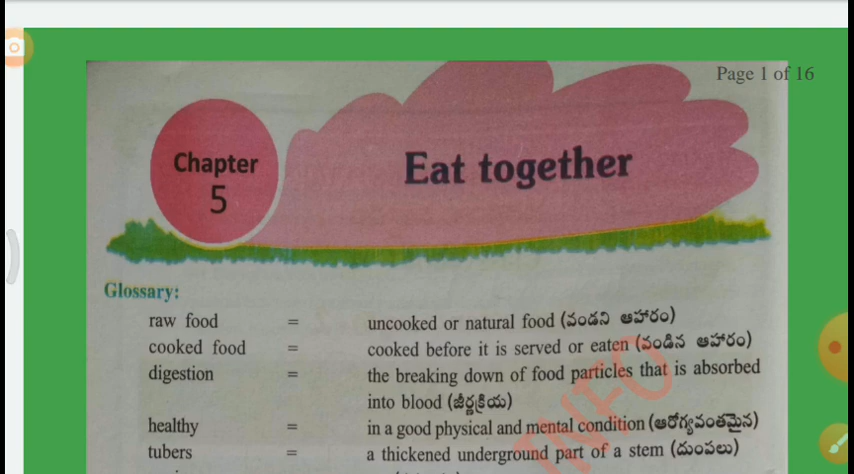 Page 1 of 16
Chapter
5
Eat together
Glossary:
raw food = uncooked or natural food (వండని ఆహారం)
cooked food = cooked before it is served or eaten (వండిన ఆహారం)
digestion = the breaking down of food particles that is absorbed
into blood (జీర్ణక్రియ)
healthy = in a good physical and mental condition (ఆరోగ్యవంతమైన)
tubers = a thickened underground part of a stem (దుంపలు)
INFO